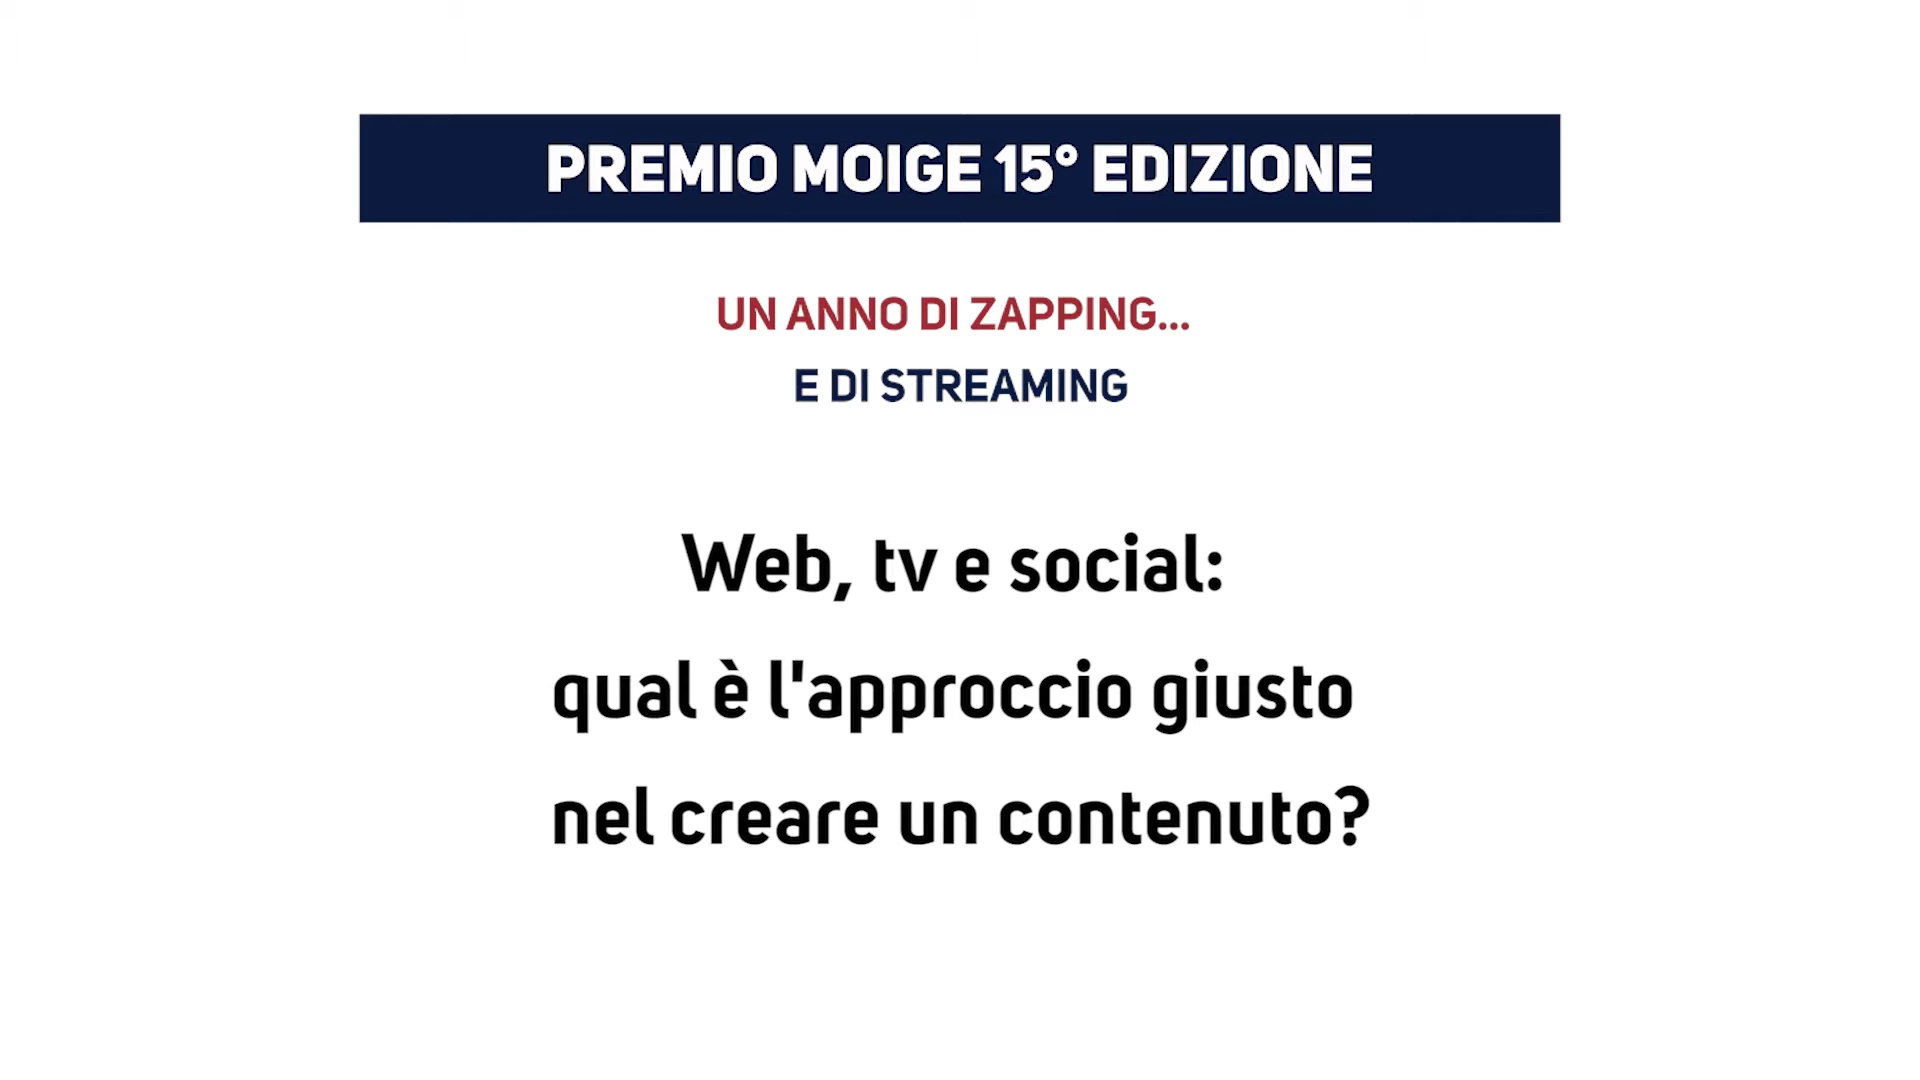 PREMIO MOIGE 15° EDIZIONE
UN ANNO DI ZAPPING...
E DI STREAMING
Web, tv e social:
qual è l'approccio giusto
nel creare un contenuto?